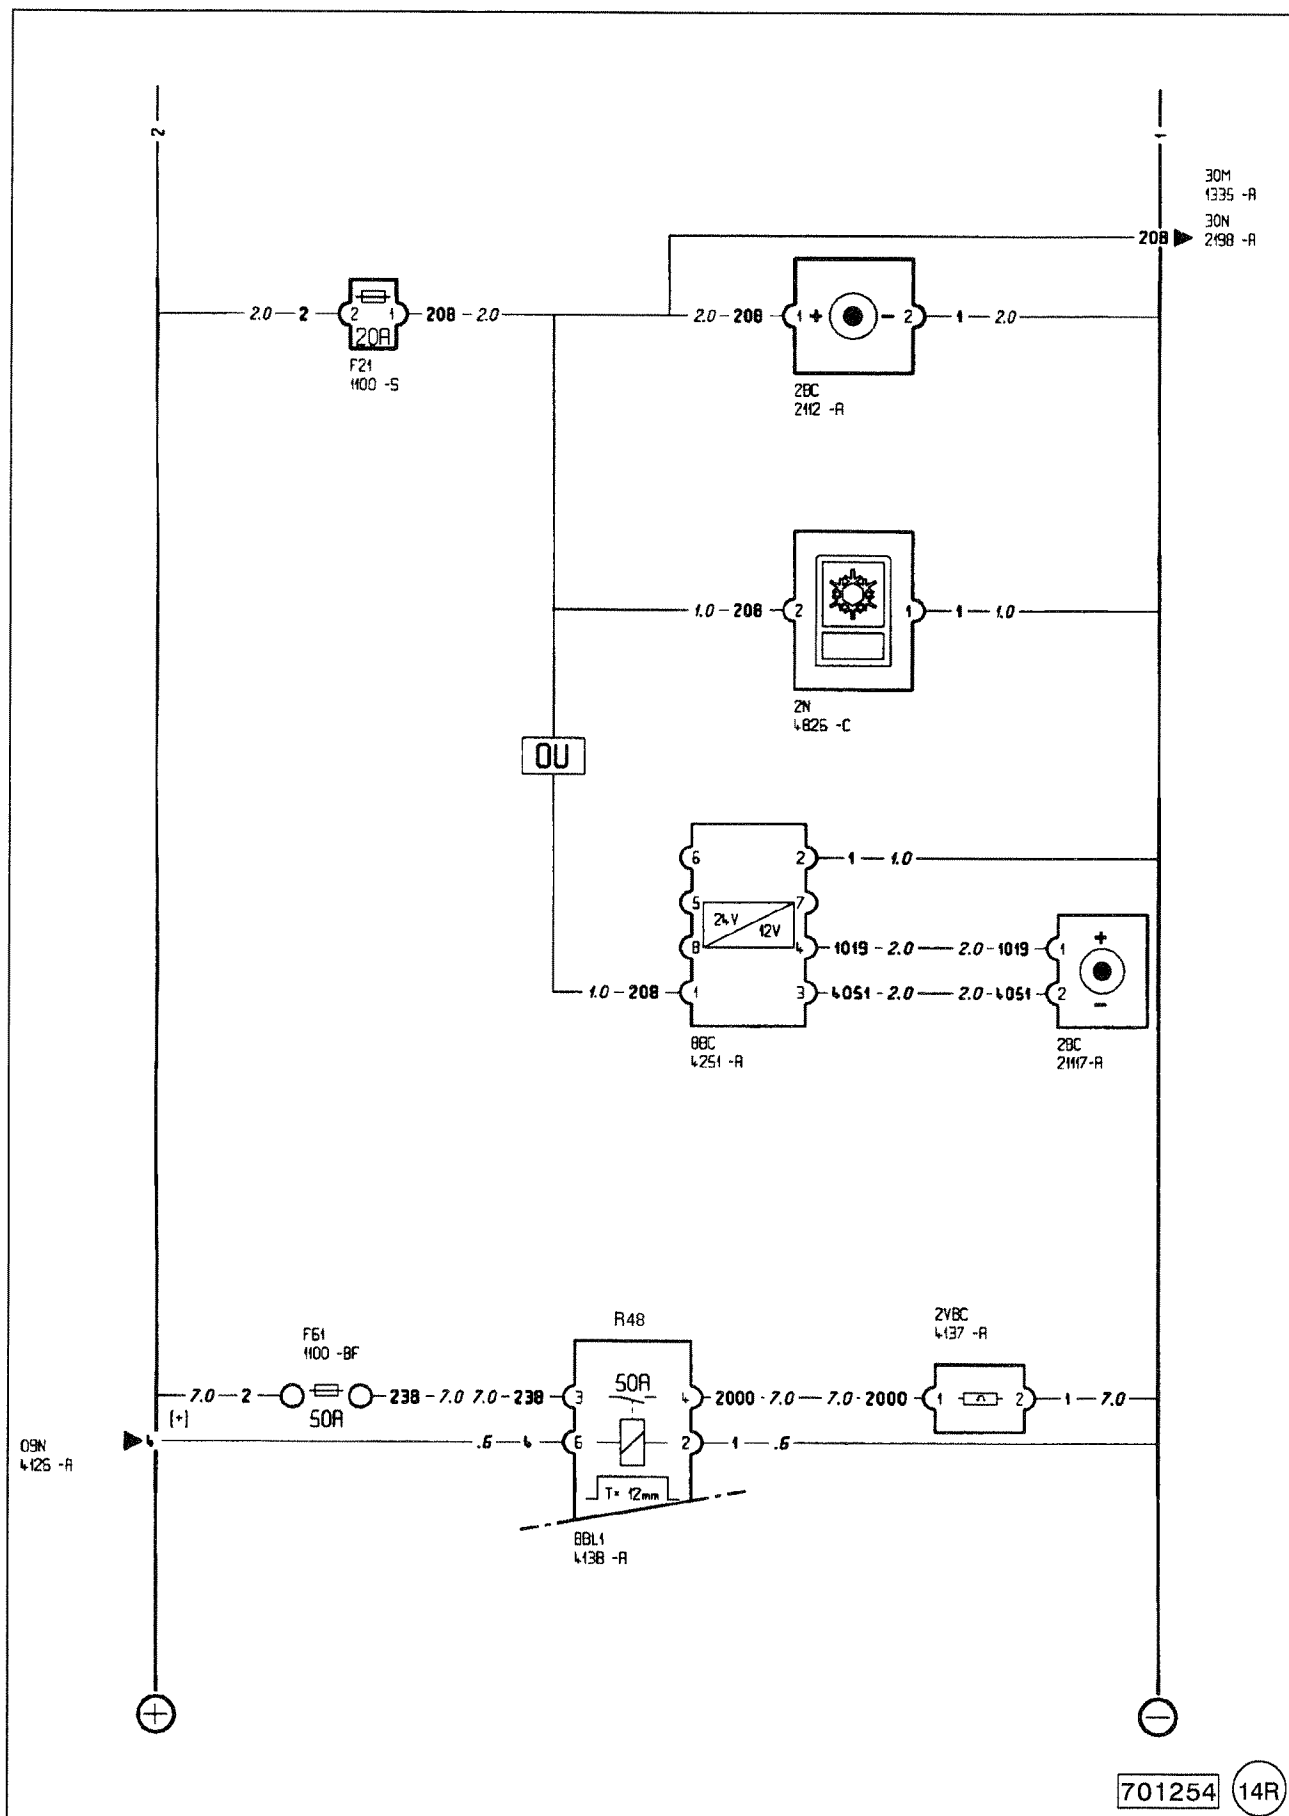 2
1
30M
1335 -A
30N
2198 -A
208
2.0 2 2 1 208 2.0
20A
F21
1100 -S
2.0 208 1 + - 2 1 2.0
2BC
2112 -A
1.0 208 2 1 1 1.0
2N
4826 -C
OU
6 2 1 1.0
5 7
24V
12V
8 4 1019 2.0 2.0 1019 1 +
1.0 208 1 3 4051 2.0 2.0 4051 2 -
8BC
4251 -A
2BC
21117-A
R48
F61
1100 -BF
2VBC
4137 -A
7.0 2 238 7.0 7.0 238 3 50A 4 2000 7.0 7.0 2000 1 2 1 7.0
(+)
50A
4 .6 4 6 2 1 .6
09N
4126 -A
T= 12mm
8BL1
4138 -A
+
-
701254 14R